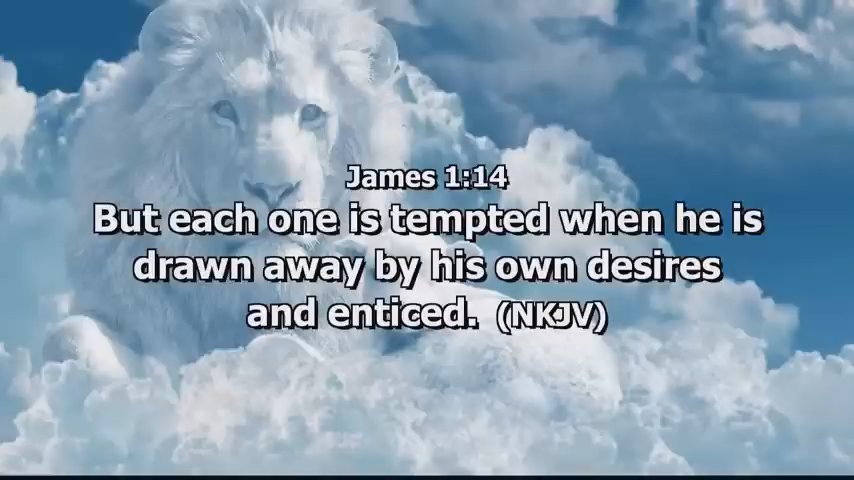 James 1:14
But each one is tempted when he is
drawn away by his own desires
and enticed. (NKJV)